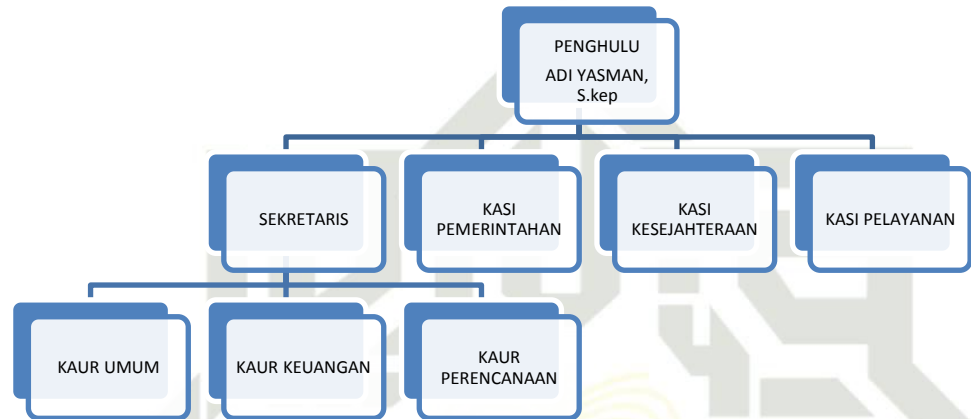 PENGHULU
ADI YASMAN,
S.kep
SEKRETARIS
KASI
PEMERINTAHAN
KASI
KESEJAHTERAAN
KASI PELAYANAN
KAUR UMUM
KAUR KEUANGAN
KAUR
PERENCANAAN